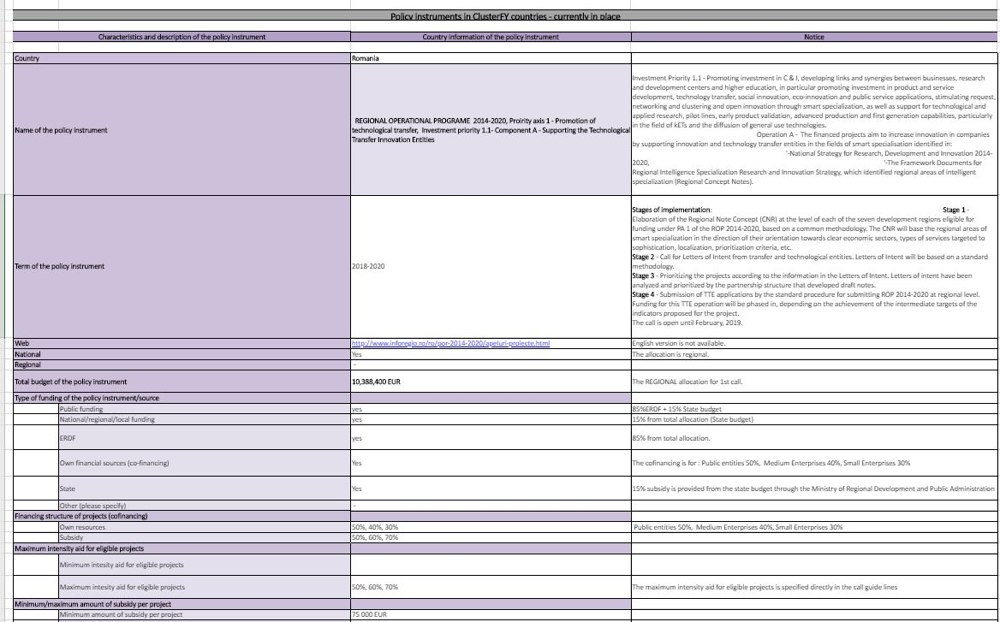 Policy instruments in ClusterFY countries - currently in place
Characteristics and description of the policy instrument
Country information of the policy instrument
Notice
Country
Romania
Name of the policy instrument
REGIONAL OPERATIONAL PROGRAME 2014-2020, Proirity axis 1 - Promotion of
technological transfer, Investment priority 1.1- Component A - Supporting the Technological
Transfer Innovation Entities
Investment Priority 1.1 - Promoting investment in C & I, developing links and synergies between businesses, research
and development centers and higher education, in particular promoting investment in product and service
development, technology transfer, social innovation, eco-innovation and public service applications, stimulating request,
networking and clustering and open innovation through smart specialization, as well as support for technological and
applied research, pilot lines, early product validation, advanced production and first generation capabilities, particularly
in the field of kETs and the diffusion of general use technologies.
Operation A - The financed projects aim to increase innovation in companies
by supporting innovation and technology transfer entities in the fields of smart specialisation identified in:
'-National Strategy for Research, Development and Innovation 2014-
2020, '-The Framework Documents for
Regional Intelligence Specialization Research and Innovation Strategy, which identified regional areas of intelligent
specialization (Regional Concept Notes).
Term of the policy instrument
2018-2020
Stages of implementation: Stage 1 -
Elaboration of the Regional Note Concept (CNR) at the level of each of the seven development regions eligible for
funding under PA 1 of the ROP 2014-2020, based on a common methodology. The CNR will base the regional areas of
smart specialization in the direction of their orientation towards clear economic sectors, types of services targeted to
sophistication, localization, prioritization criteria, etc.
Stage 2 - Call for Letters of Intent from transfer and technological entities. Letters of Intent will be based on a standard
methodology.
Stage 3 - Prioritizing the projects according to the information in the Letters of Intent. Letters of intent have been
analyzed and prioritized by the partnership structure that developed draft notes.
Stage 4 - Submission of TTE applications by the standard procedure for submitting ROP 2014-2020 at regional level.
Funding for this TTE operation will be phased in, depending on the achievement of the intermediate targets of the
indicators proposed for the project.
The call is open until February, 2019.
Web
http://www.inforegio.ro/ro/por-2014-2020/apeluri-proiecte.html
English version is not available.
National
Yes
The allocation is regional.
Regional
-
Total budget of the policy instrument
10,388,400 EUR
The REGIONAL allocation for 1st call.
Type of funding of the policy instrument/source
Public funding
yes
85%ERDF + 15% State budget
National/regional/local funding
yes
15% from total allocation (State budget)
ERDF
yes
85% from total allocation.
Own financial sources (co-financing)
Yes
The cofinancing is for : Public entities 50%, Medium Enterprises 40%, Small Enterprises 30%
State
Yes
15% subsidy is provided from the state budget through the Ministry of Regional Development and Public Administration
Other (please specify)
-
Financing structure of projects (cofinancing)
Own resources
50%, 40%, 30%
Public entities 50%, Medium Enterprises 40%, Small Enterprises 30%
Subsidy
50%, 60%, 70%
Maximum intensity aid for eligible projects
Minimum intesity aid for eligible projects
Maximum intesity aid for eligible projects
50%, 60%, 70%
The maximum intensity aid for eligible projects is specified directly in the call guide lines
Minimum/maximum amount of subsidy per project
Minimum amount of subsidy per project
75 000 EUR